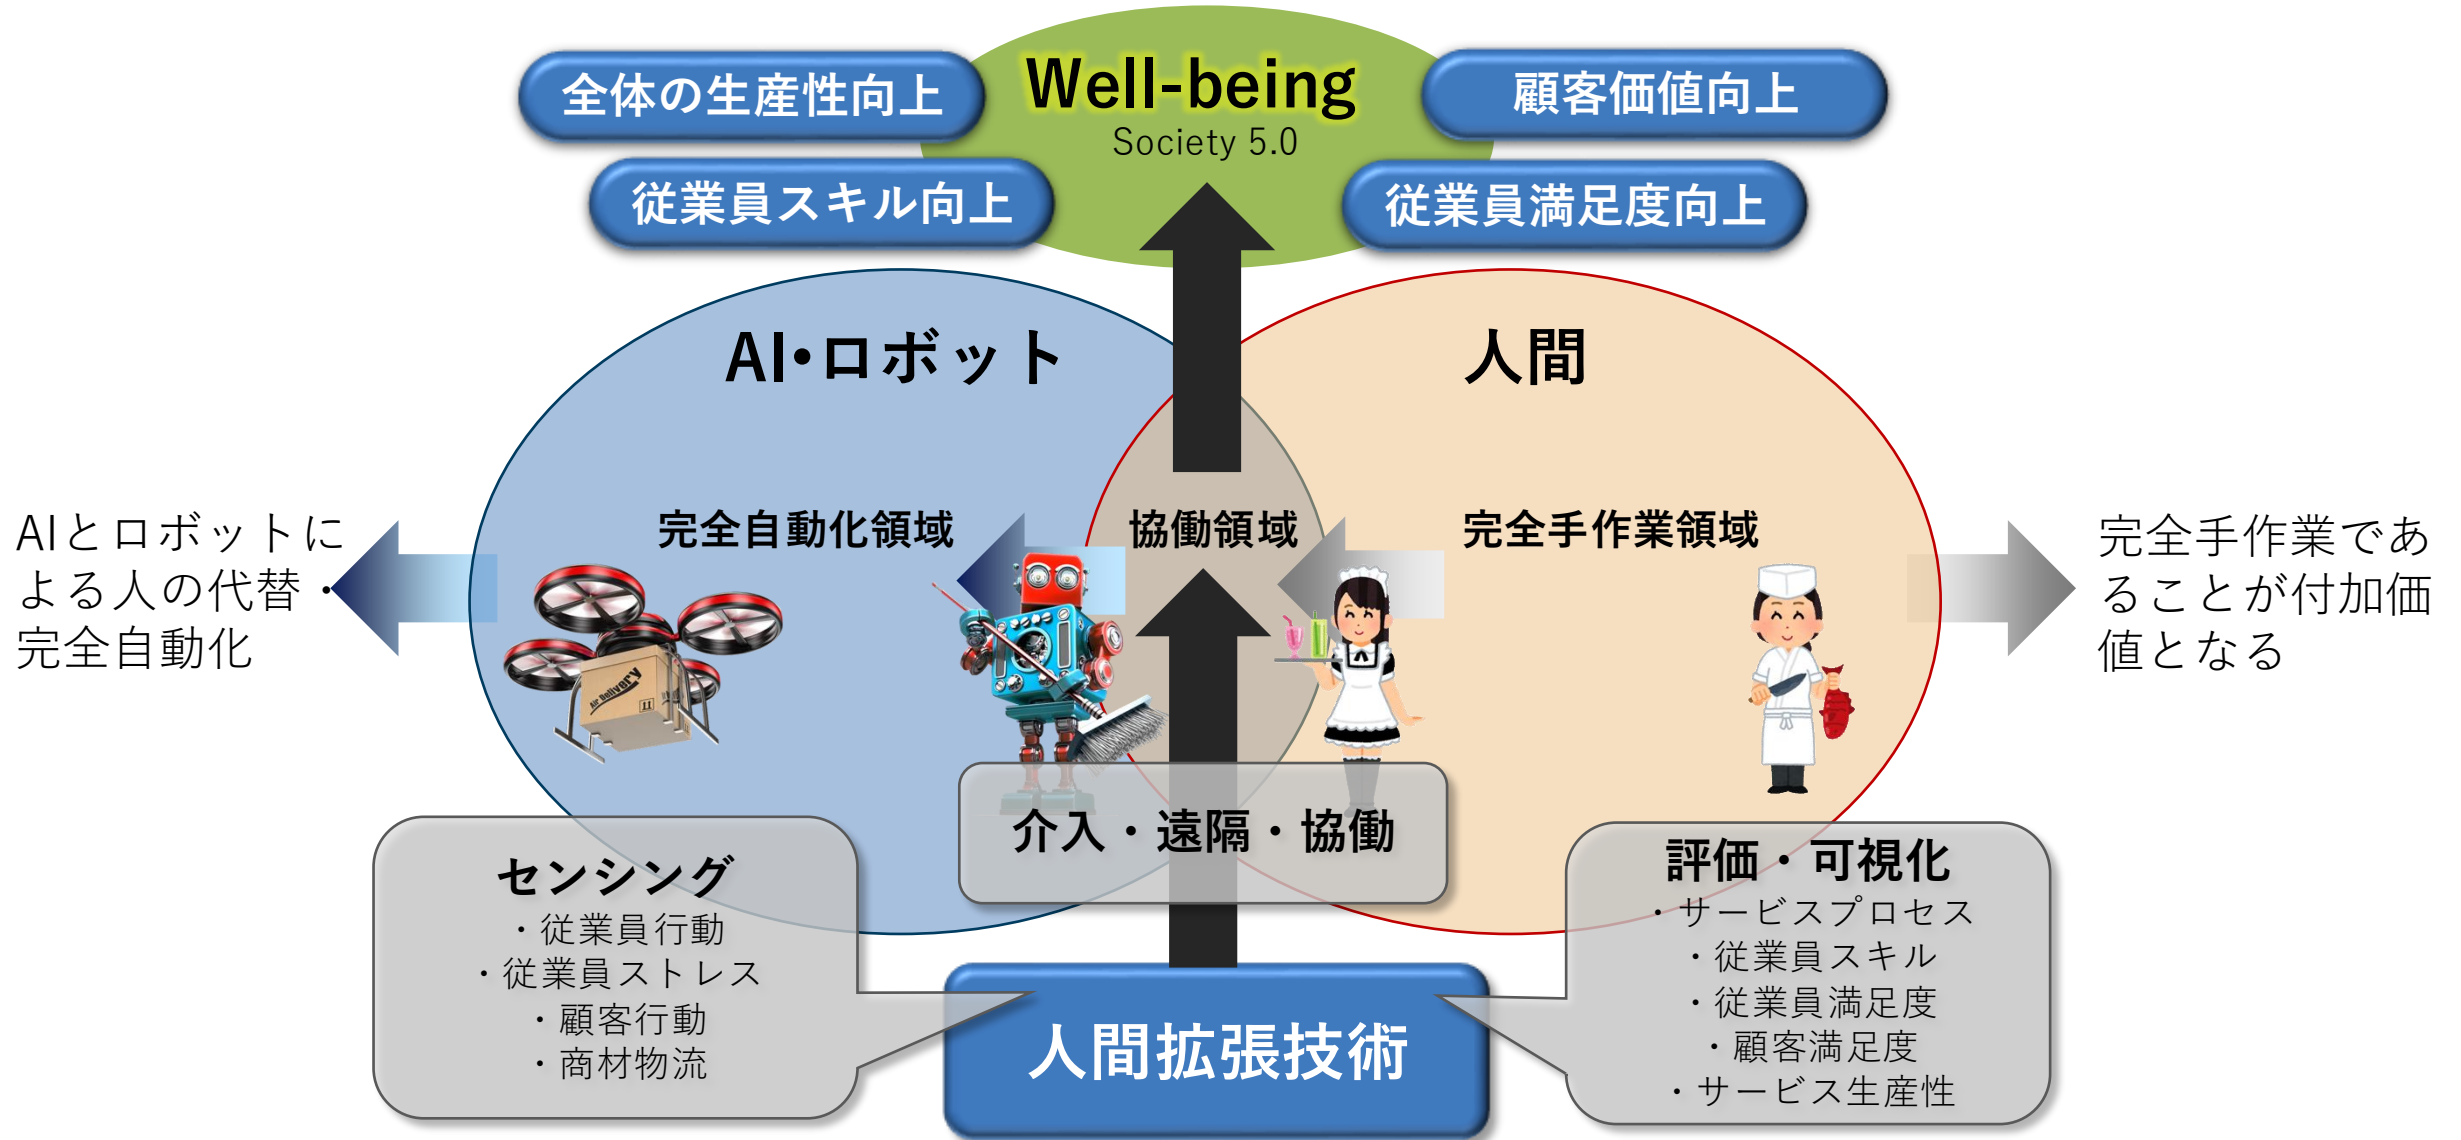 全体の生産性向上
Well-being
Society 5.0
顧客価値向上
従業員スキル向上
従業員満足度向上
AI・ロボット
人間
完全自動化領域
協働領域
完全手作業領域
AIとロボットに
よる人の代替・
完全自動化
完全手作業であ
ることが付加価
値となる
Air Delivery
介入・遠隔・協働
センシング
・従業員行動
・従業員ストレス
・顧客行動
・商材物流
評価・可視化
・サービスプロセス
・従業員スキル
・従業員満足度
・顧客満足度
・サービス生産性
人間拡張技術